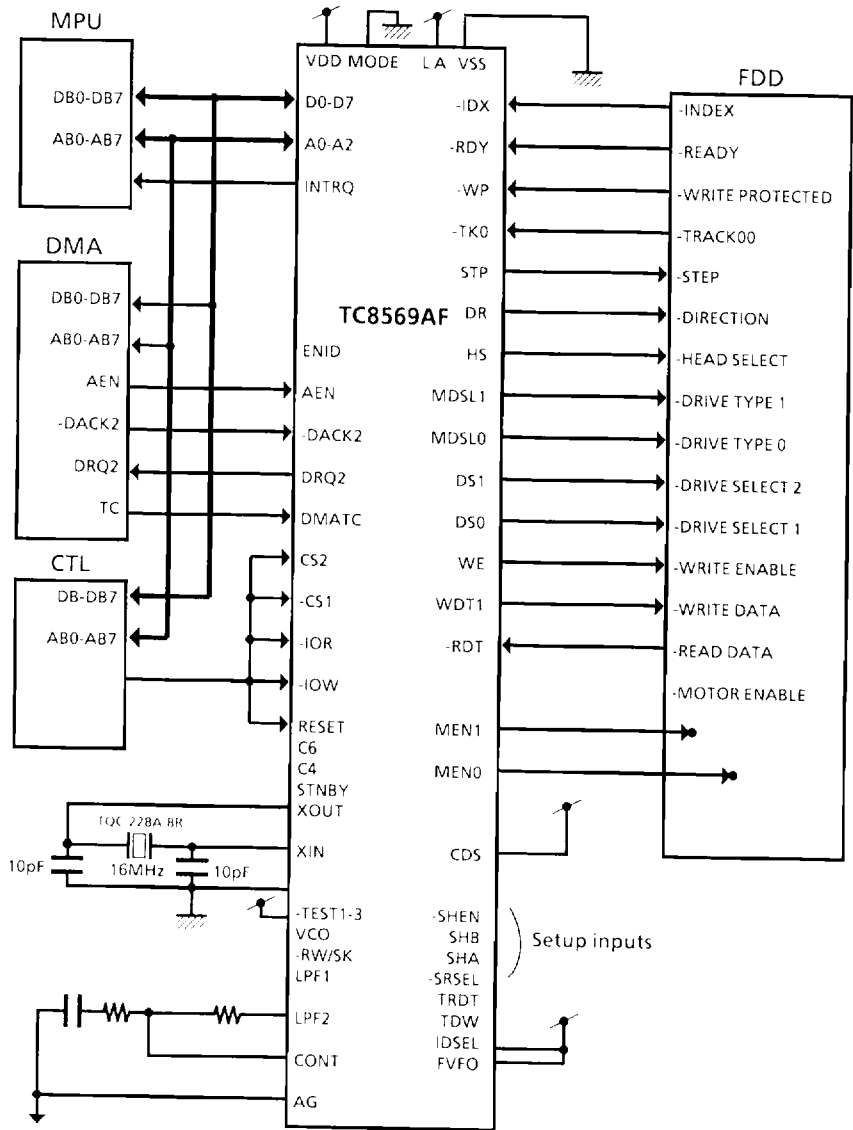 MPU
DB0-DB7
AB0-AB7
DMA
DB0-DB7
AB0-AB7
AEN
-DACK2
DRQ2
TC
CTL
DB-DB7
AB0-AB7
VDD MODE LA VSS
D0-D7
A0-A2
INTRQ
TC8569AF
ENID
AEN
-DACK2
DRQ2
DMATC
CS2
-CS1
-IOR
-IOW
RESET
C6
C4
STNBY
XOUT
XIN
-TEST1-3
VCO
-RW/SK
LPF1
LPF2
CONT
AG
10pF
16MHz
10pF
-IDX
-RDY
-WP
-TK0
STP
DR
HS
MDSL1
MDSL0
DS1
DS0
WE
WDT1
-RDT
MEN1
MEN0
CDS
-SHEN
SHB
SHA
-SRSEL
TRDT
TDW
IDSEL
FVFO
Setup inputs
FDD
-INDEX
-READY
-WRITE PROTECTED
-TRACK00
-STEP
-DIRECTION
-HEAD SELECT
-DRIVE TYPE 1
-DRIVE TYPE 0
-DRIVE SELECT 2
-DRIVE SELECT 1
-WRITE ENABLE
-WRITE DATA
-READ DATA
-MOTOR ENABLE